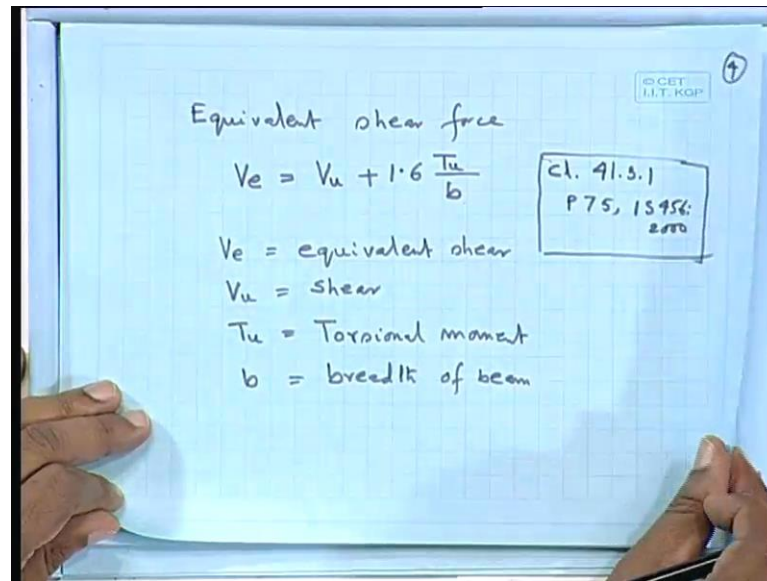 4
© CET
I.I.T. KGP
Equivalent shear force
Ve = Vu + 1.6 Tu/b
cl. 41.3.1
P 75, IS 456:
2000
Ve = equivalent shear
Vu = shear
Tu = Torsional moment
b = breadth of beam